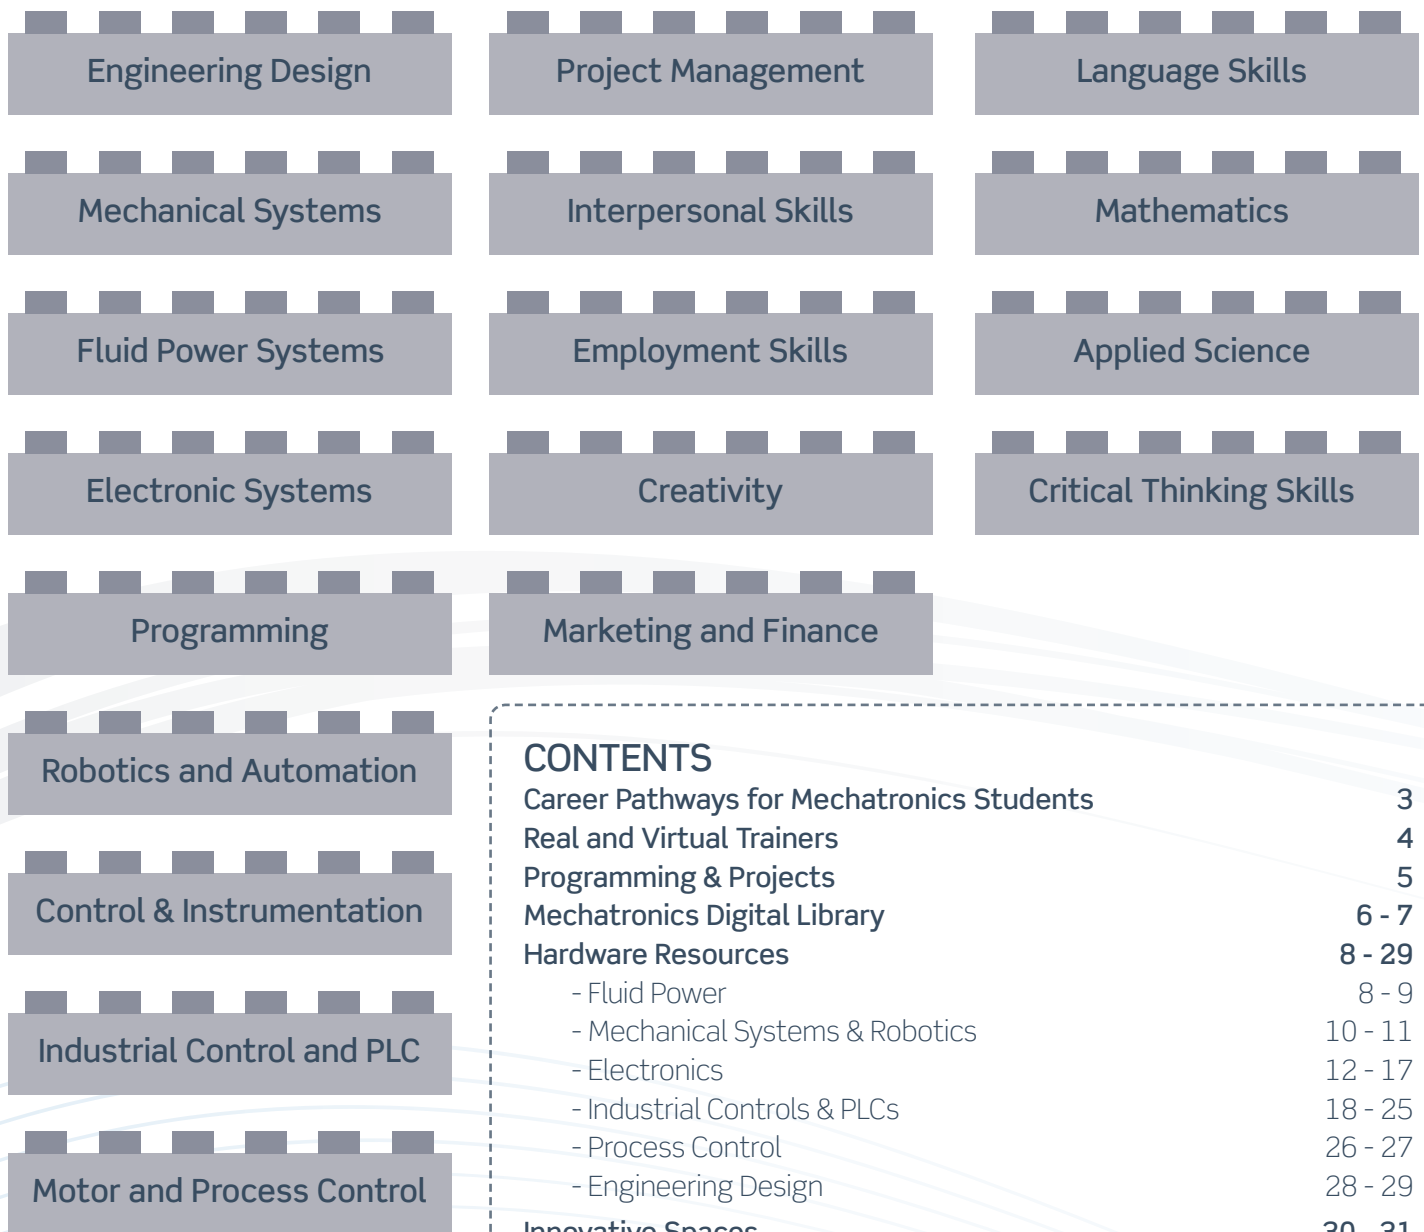 Engineering Design
Project Management
Language Skills
Mechanical Systems
Interpersonal Skills
Mathematics
Fluid Power Systems
Employment Skills
Applied Science
Electronic Systems
Creativity
Critical Thinking Skills
Programming
Marketing and Finance
Robotics and Automation
Control & Instrumentation
Industrial Control and PLC
Motor and Process Control
CONTENTS
Career Pathways for Mechatronics Students 3
Real and Virtual Trainers 4
Programming & Projects 5
Mechatronics Digital Library 6 - 7
Hardware Resources 8 - 29
- Fluid Power 8 - 9
- Mechanical Systems & Robotics 10 - 11
- Electronics 12 - 17
- Industrial Controls & PLCs 18 - 25
- Process Control 26 - 27
- Engineering Design 28 - 29
Innovative Spaces 30 - 31